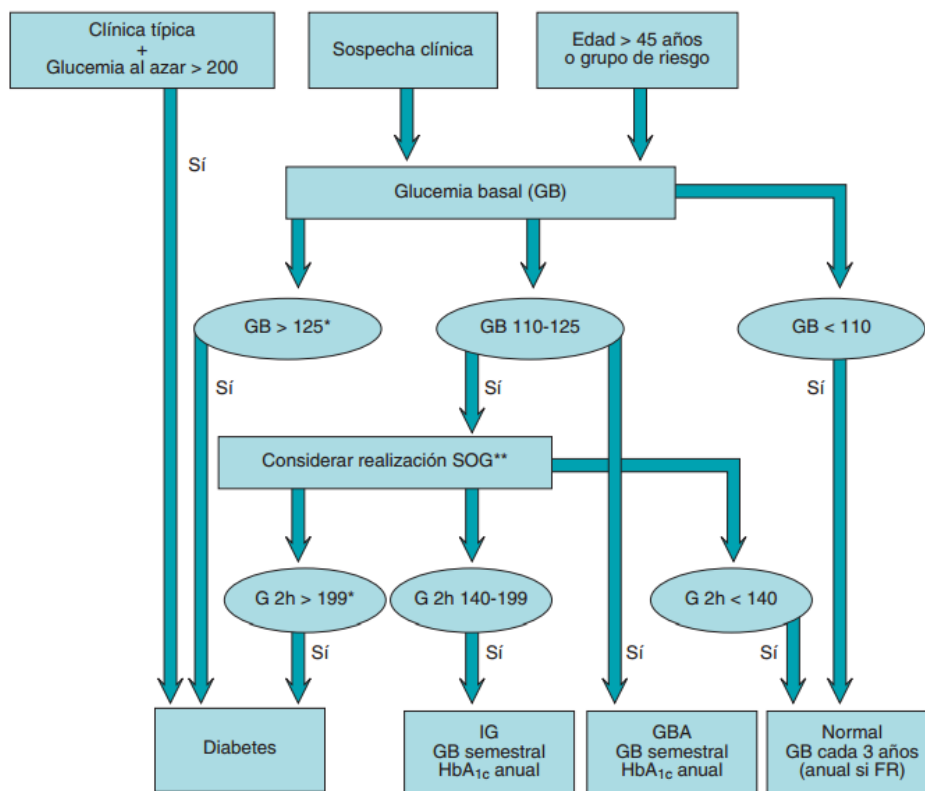 Clínica típica
+
Glucemia al azar > 200
Sospecha clínica
Edad > 45 años
o grupo de riesgo
Sí
Glucemia basal (GB)
GB > 125*
GB 110-125
GB < 110
Sí
Sí
Sí
Considerar realización SOG**
G 2h > 199*
G 2h 140-199
G 2h < 140
Sí
Sí
Sí
Sí
Diabetes
IG
GB semestral
HbA1c anual
GBA
GB semestral
HbA1c anual
Normal
GB cada 3 años
(anual si FR)